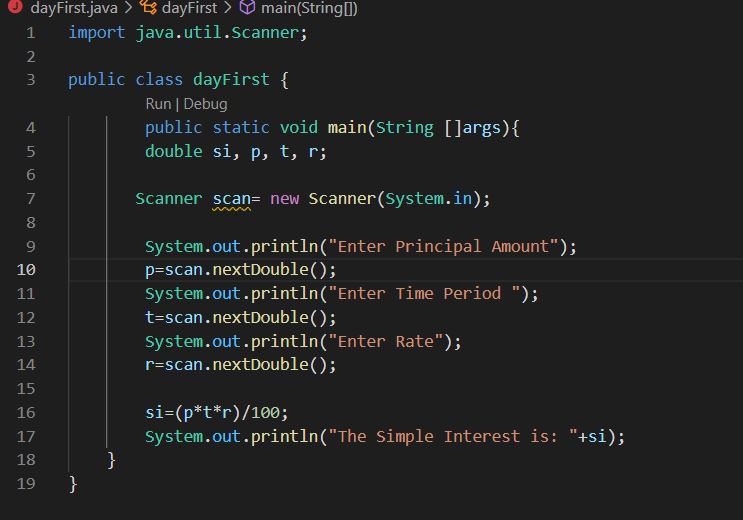 dayFirst.java > dayFirst > main(String[])
1 import java.util.Scanner;
2
3 public class dayFirst {
Run | Debug
4 public static void main(String []args){
5 double si, p, t, r;
6
7 Scanner scan= new Scanner(System.in);
8
9 System.out.println("Enter Principal Amount");
10 p=scan.nextDouble();
11 System.out.println("Enter Time Period ");
12 t=scan.nextDouble();
13 System.out.println("Enter Rate");
14 r=scan.nextDouble();
15
16 si=(p*t*r)/100;
17 System.out.println("The Simple Interest is: "+si);
18 }
19 }